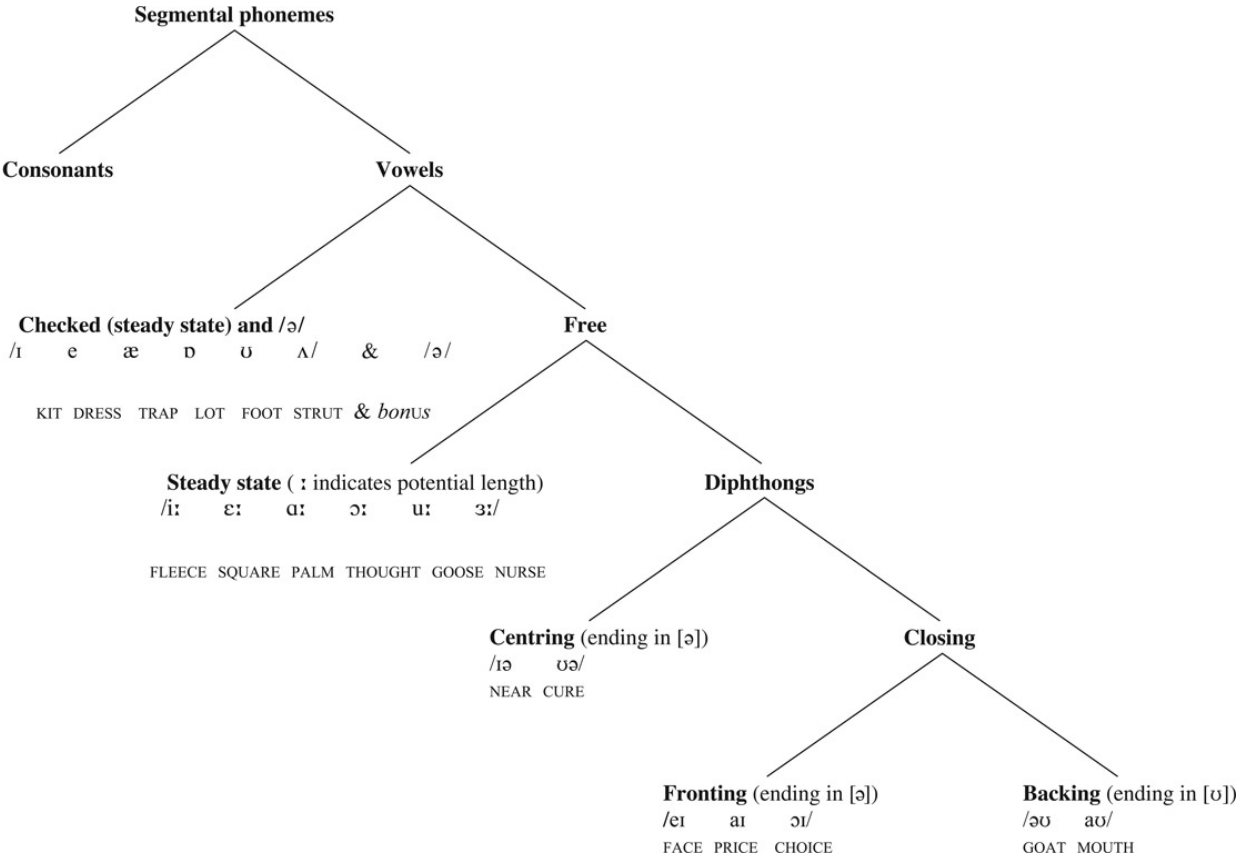 Segmental phonemes
Consonants
Vowels
Checked (steady state) and /ə/
/ɪ e æ ɒ ʊ ʌ/ & /ə/
KIT DRESS TRAP LOT FOOT STRUT & bonUs
Free
Steady state ( ː indicates potential length)
/iː ɛː ɑː ɔː uː ɜː/
FLEECE SQUARE PALM THOUGHT GOOSE NURSE
Diphthongs
Centring (ending in [ə])
/ɪə ʊə/
NEAR CURE
Closing
Fronting (ending in [ə])
/eɪ aɪ ɔɪ/
FACE PRICE CHOICE
Backing (ending in [ʊ])
/əʊ aʊ/
GOAT MOUTH